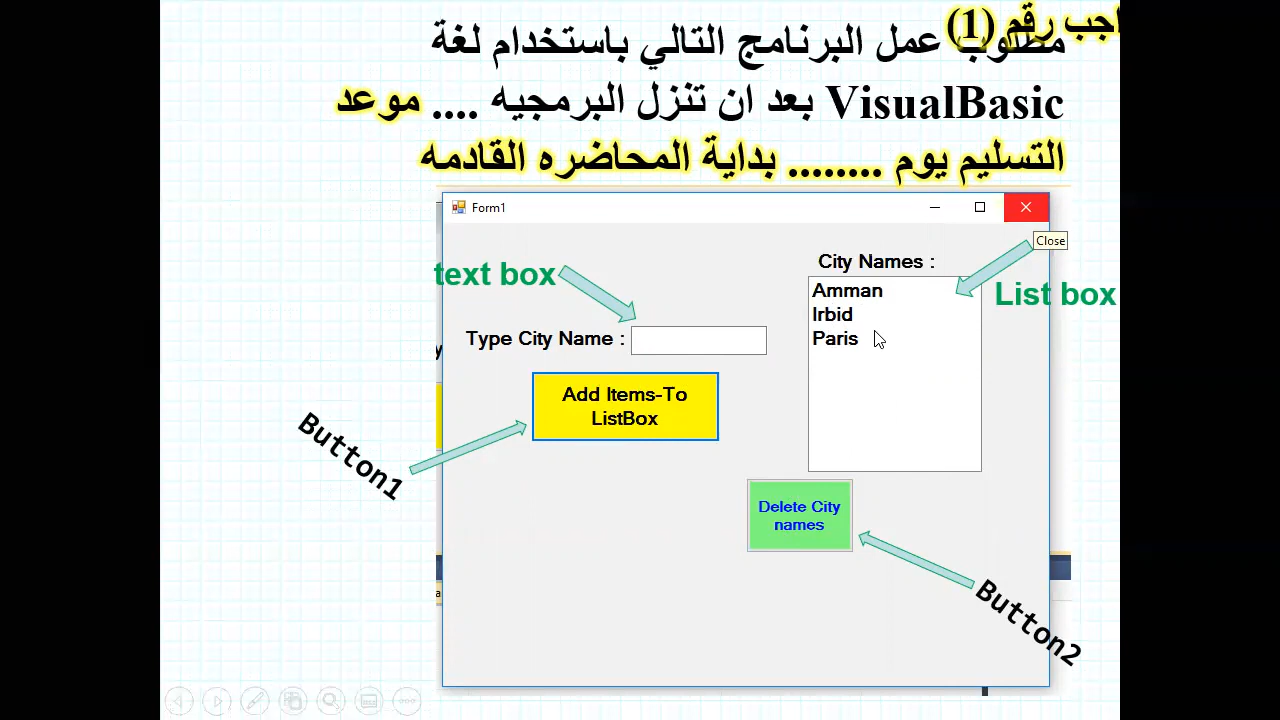 واجب رقم (1)
مطلوب عمل البرنامج التالي باستخدام لغة
VisualBasic بعد ان تنزل البرمجيه .... موعد
التسليم يوم ........ بداية المحاضره القادمه
Form1
Close
City Names :
text box
List box
Amman
Irbid
Paris
Type City Name :
Add Items-To
ListBox
Button1
Delete City
names
Button2